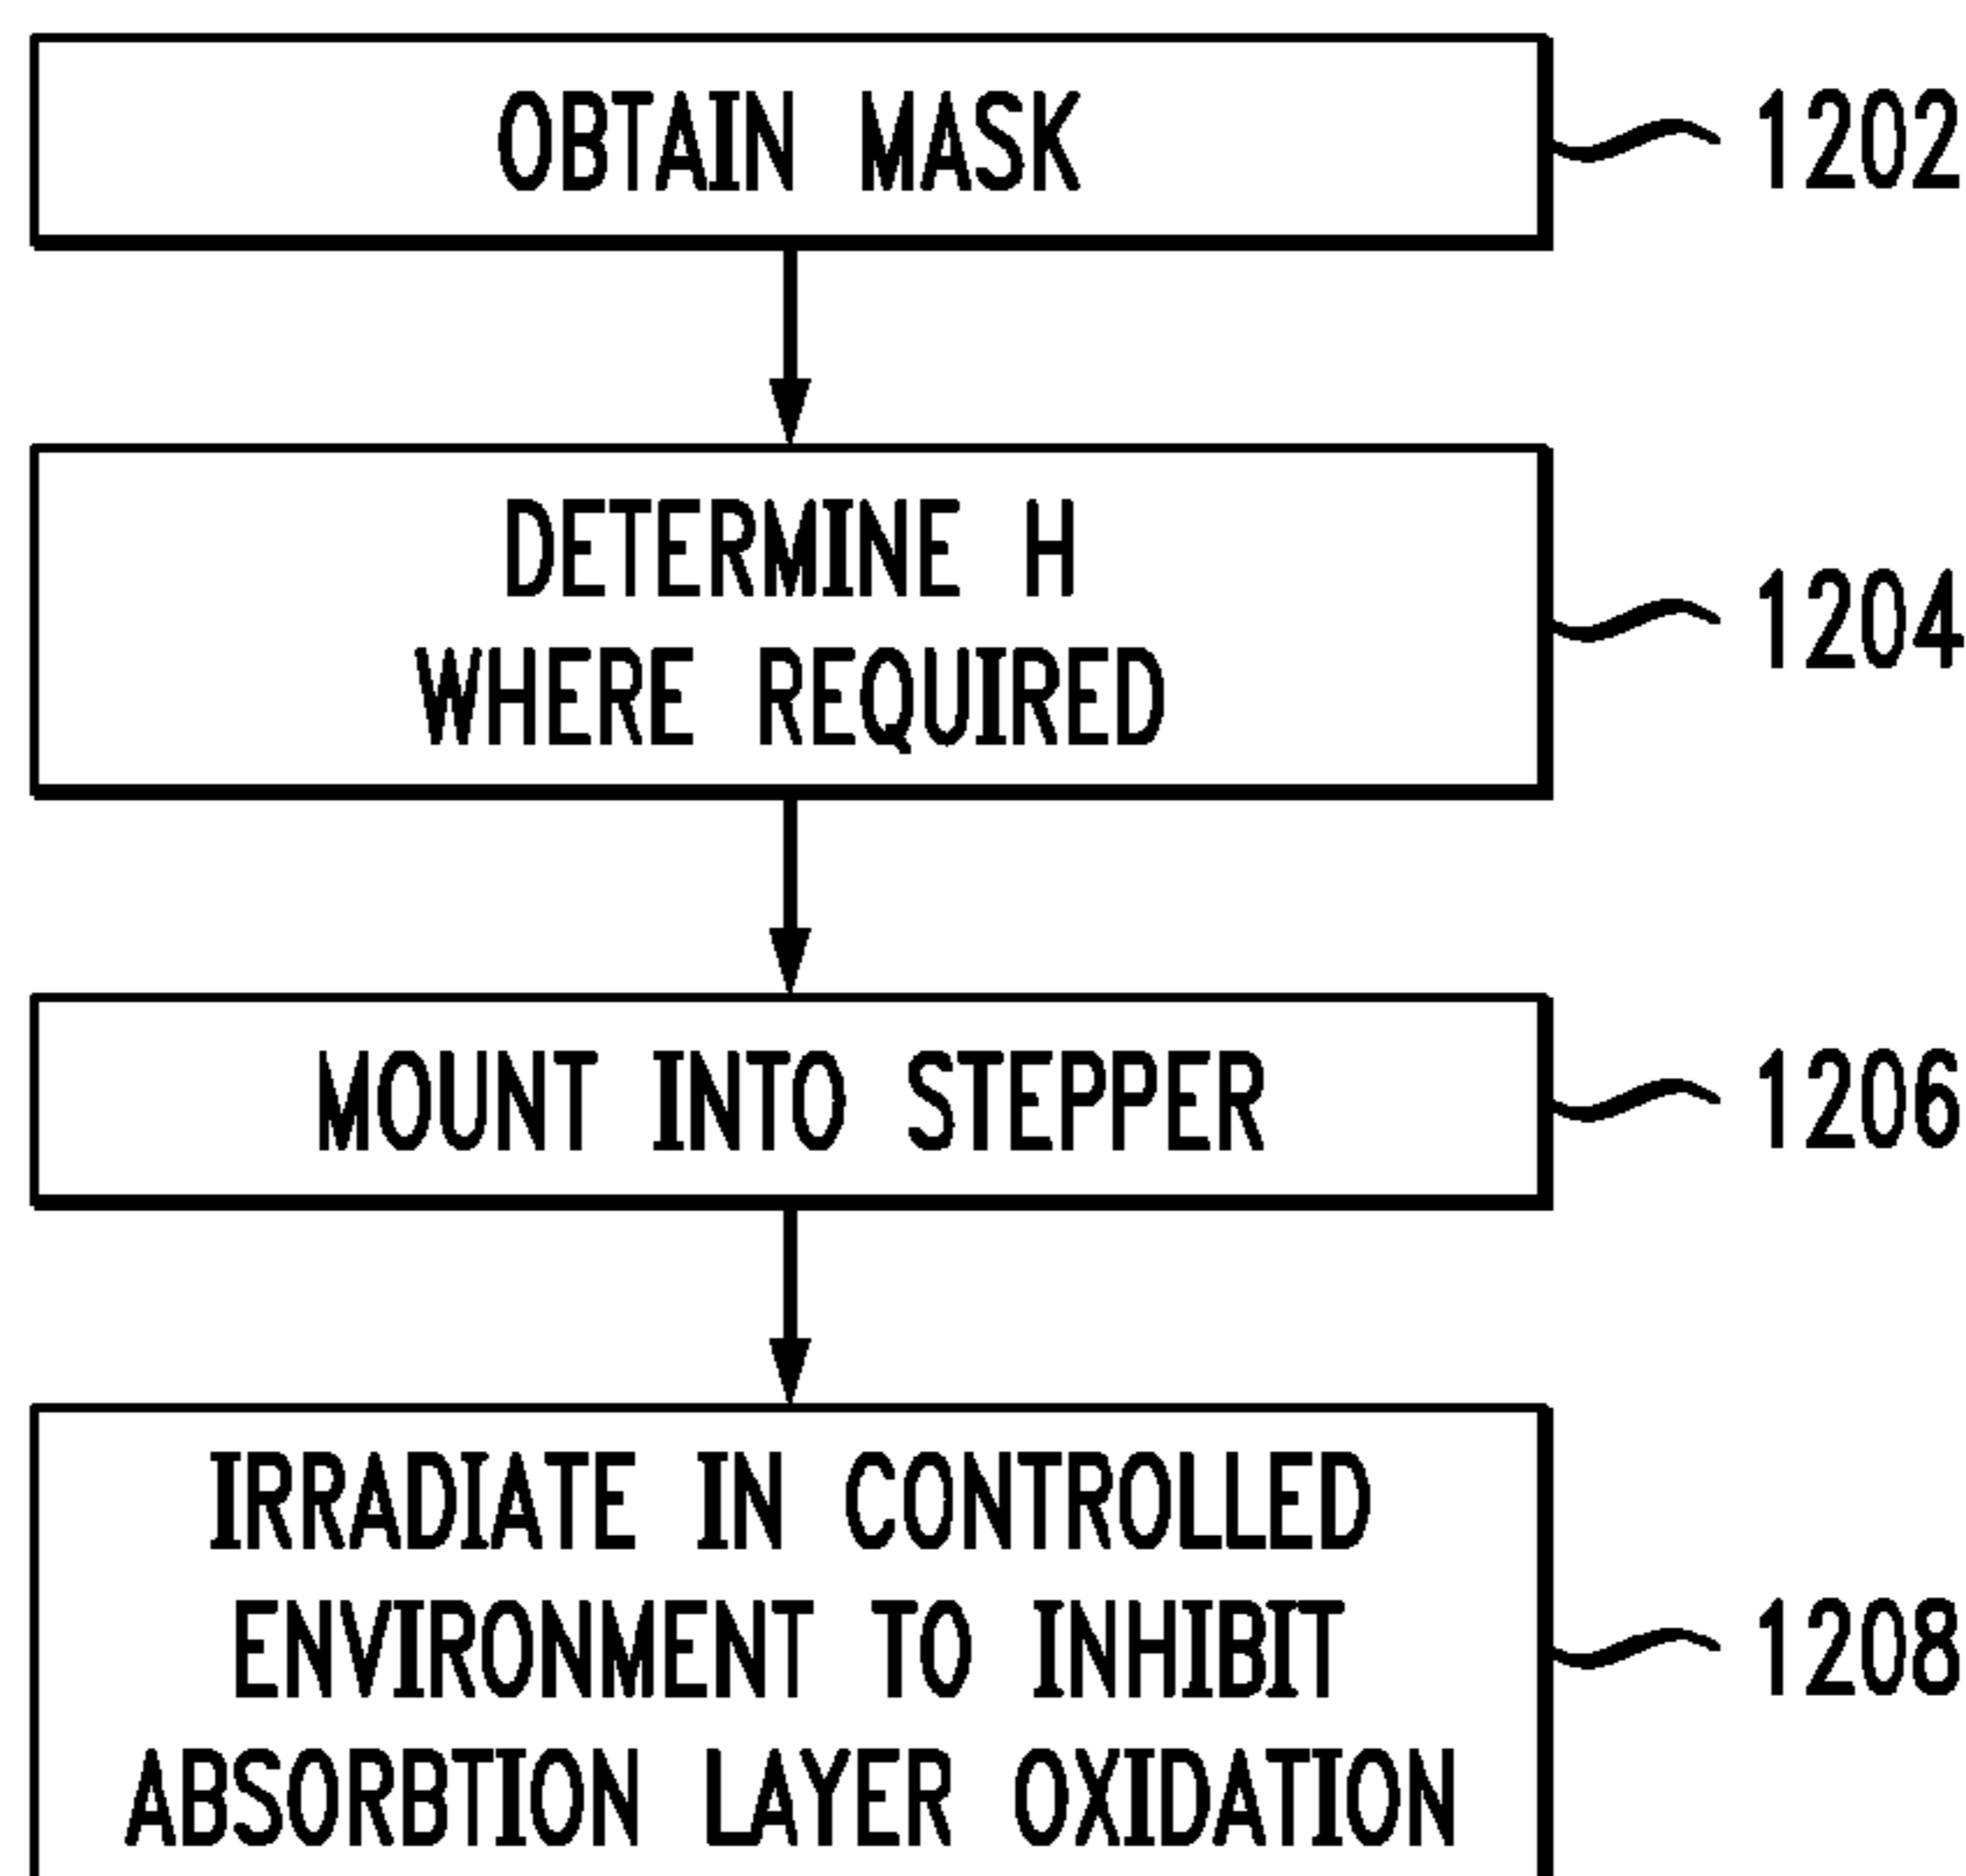 OBTAIN MASK
1202
DETERMINE H
WHERE REQUIRED
1204
MOUNT INTO STEPPER
1206
IRRADIATE IN CONTROLLED
ENVIRONMENT TO INHIBIT
ABSORBTION LAYER OXIDATION
1208